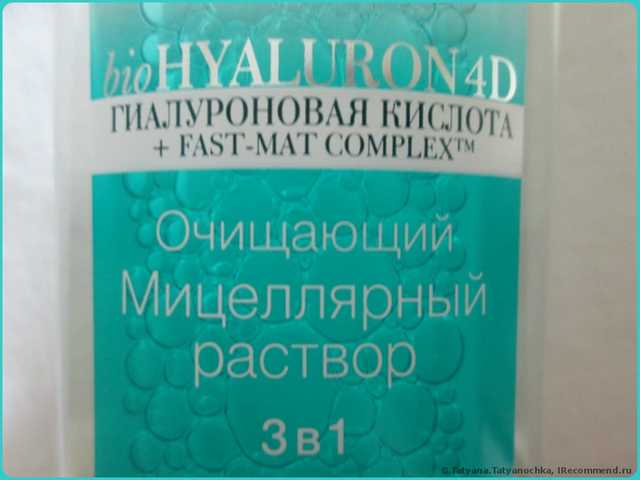 bioHYALURON4D
ГИАЛУРОНОВАЯ КИСЛОТА
+ FAST-MAT COMPLEX™
Очищающий
Мицеллярный
раствор
3 в 1
© Tatyana.Tatyanochka, IRecommend.ru